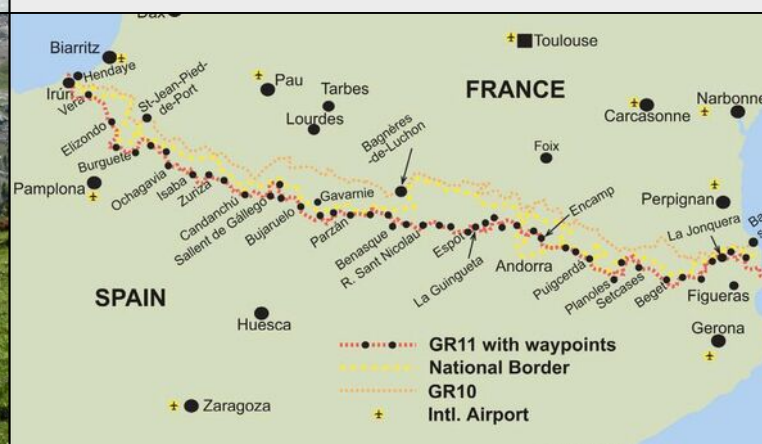 Biarritz
Hendaye
Irún
Vera
St-Jean-Pied-
de-Port
Elizondo
Burguete
Pamplona
Ochagavia
Isaba
Zuriza
Candanchú
Sallent de Gállego
Bujaruelo
Pau
Tarbes
Lourdes
Gavarnie
Parzán
Toulouse
FRANCE
Bagnères
-de-Luchon
Foix
Carcasonne
Narbonne
Perpignan
Benasque
R. Sant Nicolau
Espot
La Guingueta
Encamp
Andorra
Puigcerdá
Planoles
Setcases
Beget
La Jonquera
Figueras
Gerona
SPAIN
Huesca
Zaragoza
GR11 with waypoints
National Border
GR10
Intl. Airport